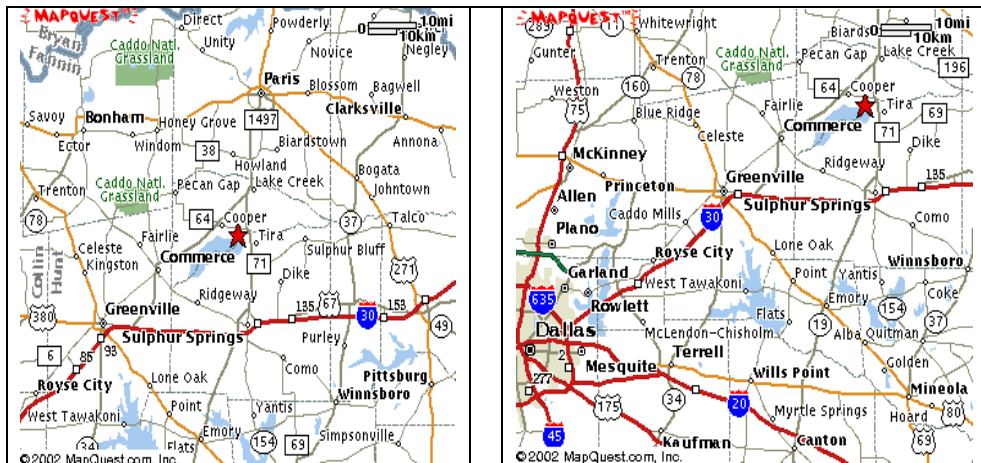 MAPQUEST
10mi
0
10km
Bryan
Fannin
Direct
Powderly
Unity
Novice
Negley
Caddo Natl.
Grassland
Paris
Blossom
Bagwell
Clarksville
Savoy
Bonham
Honey Grove
1497
Ector
Windom
38
Biardstown
Annona
Howland
Bogata
Trenton
Caddo Natl.
Grassland
Pecan Gap
Lake Creek
Johntown
78
64
Cooper
37
Talco
Fairlie
Tira
Sulphur Bluff
Celeste
Commerce
71
Collin
Hunt
Kingston
Dike
271
Ridgeway
Greenville
135
67
153
380
30
Sulphur Springs
49
6
85
93
Purley
Royse City
Como
Pittsburg
Lone Oak
Winnsboro
West Tawakoni
Point
Yantis
34
Flats
Emory
154
69
Simpsonville
©2002 MapQuest.com, Inc.
MAPQUEST
10mi
0
10km
289
11
Whitewright
Biards
Gunter
Caddo Natl.
Grassland
Pecan Gap
Lake Creek
Trenton
78
196
Weston
160
64
Cooper
75
Blue Ridge
Fairlie
Tira
69
Celeste
Commerce
71
McKinney
Dike
Ridgeway
Allen
Princeton
Greenville
135
Plano
Caddo Mills
30
Sulphur Springs
Como
Royse City
Lone Oak
Garland
Winnsboro
West Tawakoni
Point
Yantis
635
Rowlett
Emory
154
Coke
Flats
19
37
Dallas
McLendon-Chisholm
Alba
Quitman
Terrell
2
Mesquite
Golden
277
Wills Point
Mineola
175
34
20
Myrtle Springs
Hoard
80
45
Kaufman
Canton
69
©2002 MapQuest.com, Inc.